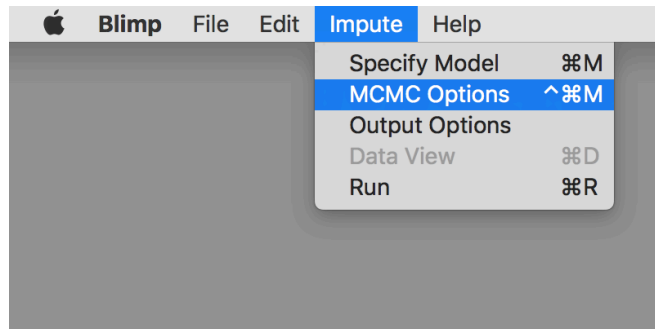 Blimp File Edit Impute Help
Specify Model ⌘M
MCMC Options ^⌘M
Output Options
Data View ⌘D
Run ⌘R